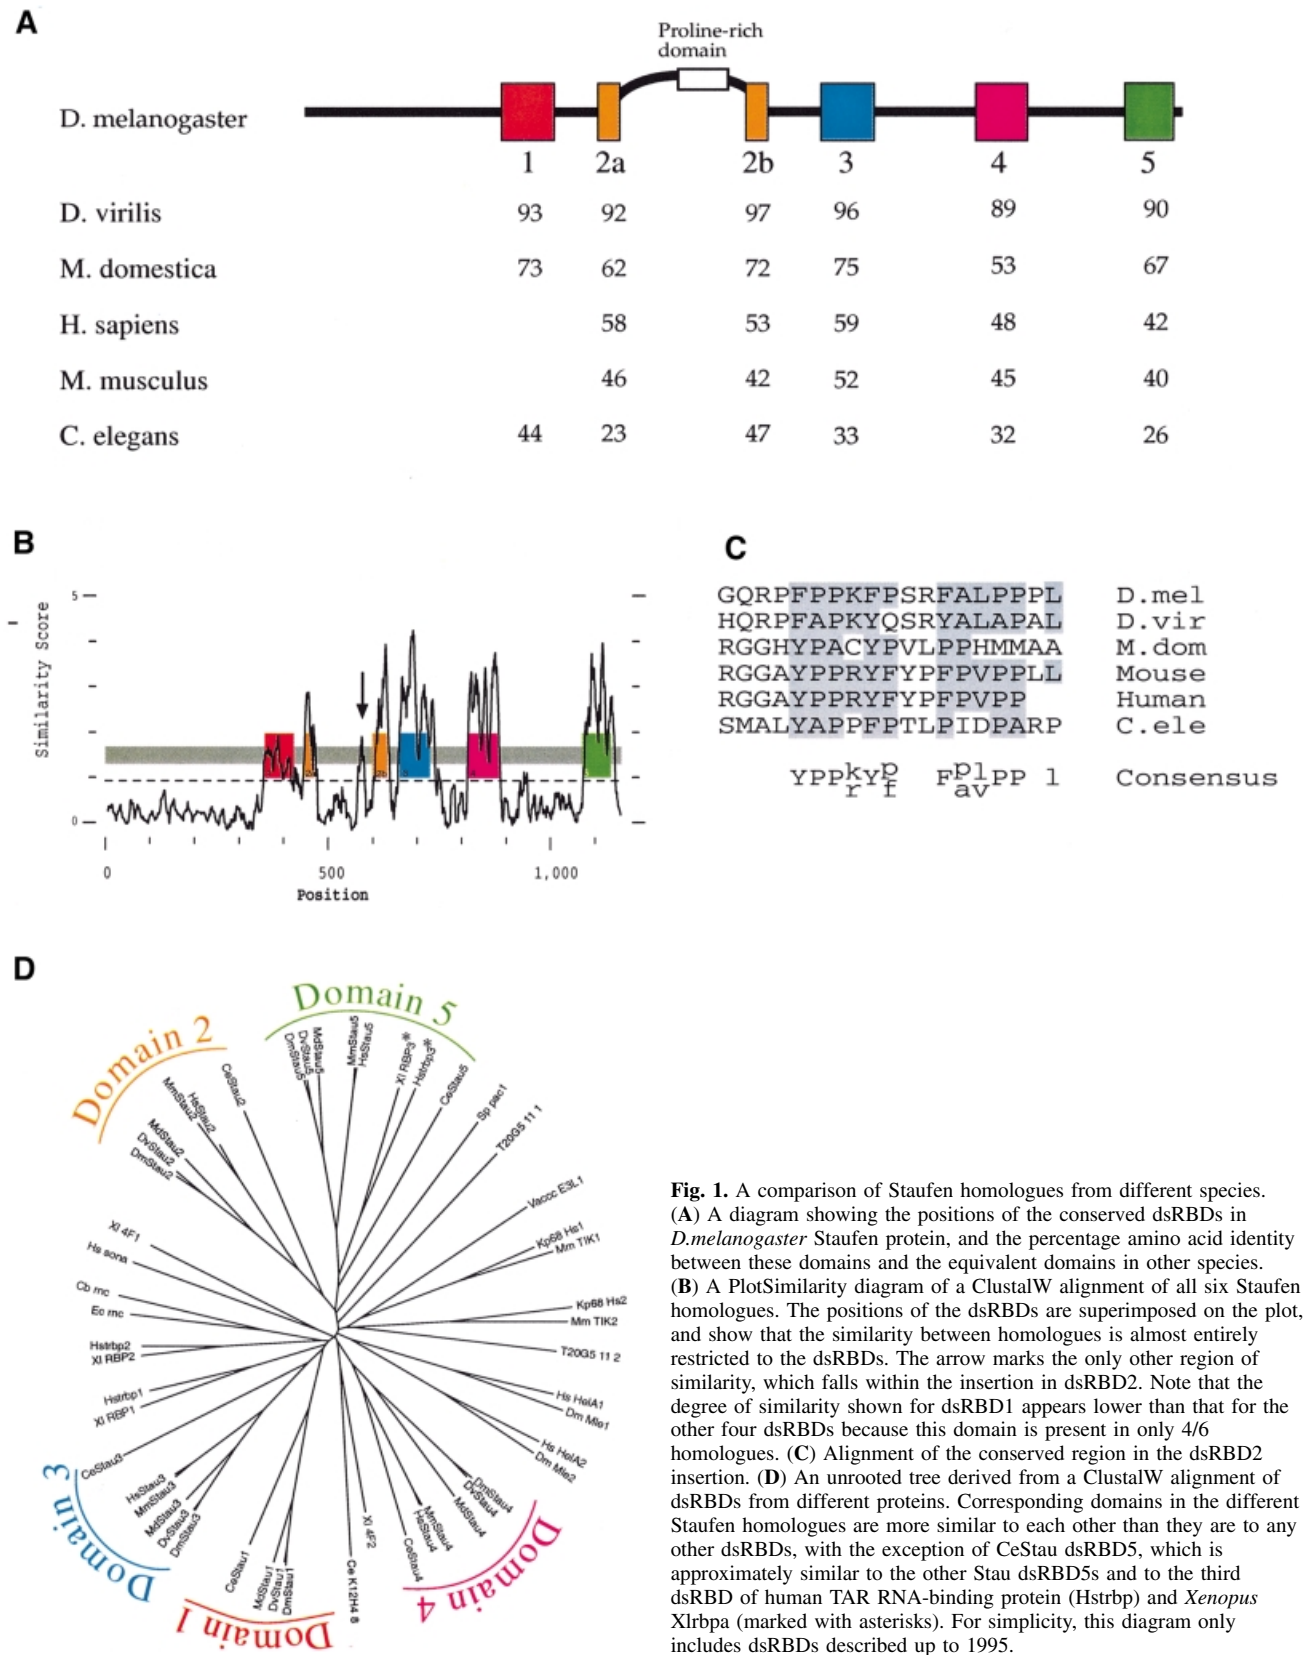 A
Proline-rich
domain
D. melanogaster
1 2a 2b 3 4 5
D. virilis 93 92 97 96 89 90
M. domestica 73 62 72 75 53 67
H. sapiens 58 53 59 48 42
M. musculus 46 42 52 45 40
C. elegans 44 23 47 33 32 26
B
Similarity Score
5
0
0 500 1,000
Position
C
GQRPFPPKFPSRFALPPPL D.mel
HQRPFAPKYQSRYALAPAL D.vir
RGGHYPACYPVLPPHMMAA M.dom
RGGAYPPRYFYPFPVPPLL Mouse
RGGAYPPRYFYPFPVPP Human
SMALYAPPFPTLPIDPARP C.ele
YPPkYp FplPP l Consensus
r f av
D
Domain 5
DmStau5
DvStau5
MdStau5
MmStau5
HsStau5
Xl RBP3*
Hstrbp3*
CeStau5
Sp pac1
T20G5 11 1
Vaccc E3L1
Kp68 Hs1
Mm TIK1
Kp68 Hs2
Mm TIK2
T20G5 11 2
Hs HelA1
Dm Mle1
Hs HelA2
Dm Mle2
DmStau4
DvStau4
MdStau4
Domain 4
MmStau4
HsStau4
CeStau4
Xl 4F2
Ce K12H4 8
Domain 1
DmStau1
DvStau1
MdStau1
CeStau1
Domain 3
DmStau3
DvStau3
MdStau3
MmStau3
HsStau3
CeStau3
Xl RBP1
Hstrbp1
Xl RBP2
Hstrbp2
Ec rnc
Cb rnc
Hs sona
Xl 4F1
Domain 2
DmStau2
DvStau2
MdStau2
MmStau2
HsStau2
CeStau2
Fig. 1. A comparison of Staufen homologues from different species.
(A) A diagram showing the positions of the conserved dsRBDs in
D.melanogaster Staufen protein, and the percentage amino acid identity
between these domains and the equivalent domains in other species.
(B) A PlotSimilarity diagram of a ClustalW alignment of all six Staufen
homologues. The positions of the dsRBDs are superimposed on the plot,
and show that the similarity between homologues is almost entirely
restricted to the dsRBDs. The arrow marks the only other region of
similarity, which falls within the insertion in dsRBD2. Note that the
degree of similarity shown for dsRBD1 appears lower than that for the
other four dsRBDs because this domain is present in only 4/6
homologues. (C) Alignment of the conserved region in the dsRBD2
insertion. (D) An unrooted tree derived from a ClustalW alignment of
dsRBDs from different proteins. Corresponding domains in the different
Staufen homologues are more similar to each other than they are to any
other dsRBDs, with the exception of CeStau dsRBD5, which is
approximately similar to the other Stau dsRBD5s and to the third
dsRBD of human TAR RNA-binding protein (Hstrbp) and Xenopus
Xlrbpa (marked with asterisks). For simplicity, this diagram only
includes dsRBDs described up to 1995.